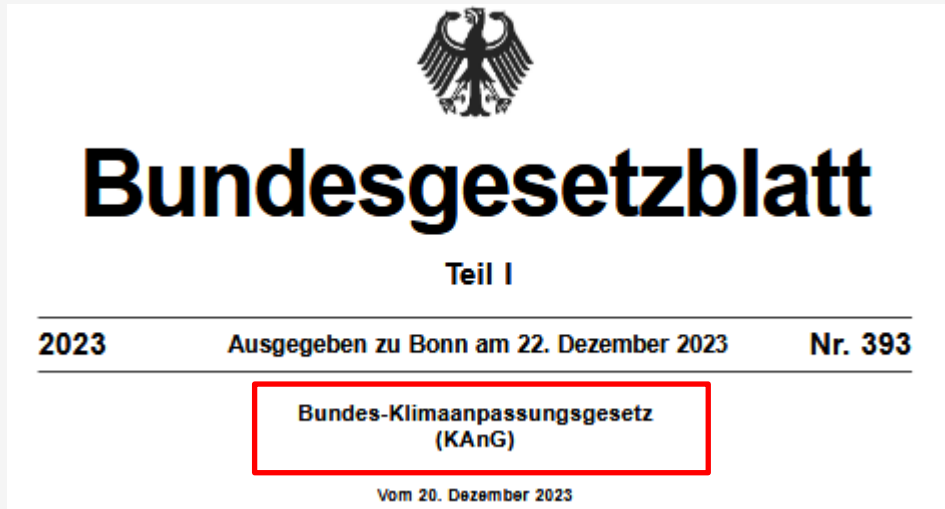 Bundesgesetzblatt
Teil I
2023 Ausgegeben zu Bonn am 22. Dezember 2023 Nr. 393
Bundes-Klimaanpassungsgesetz
(KAnG)
Vom 20. Dezember 2023